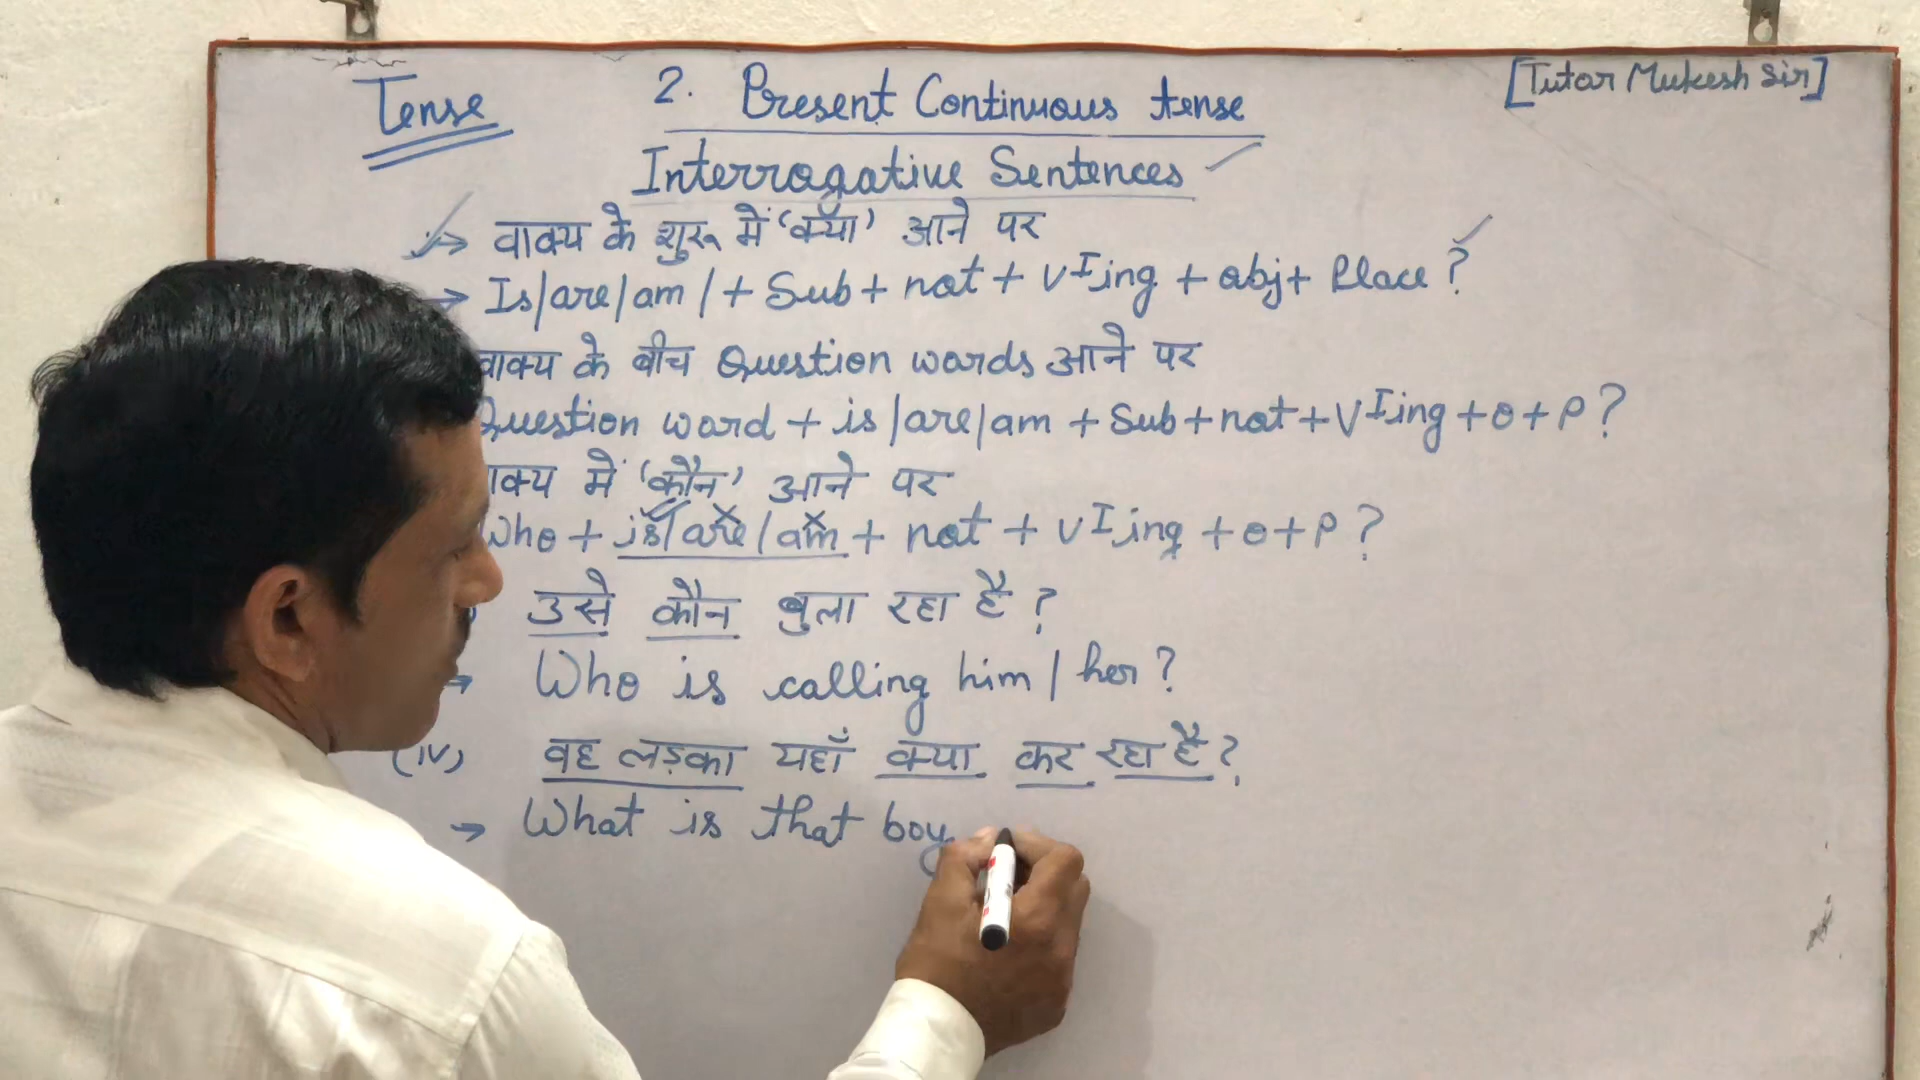 Tense
2. Present Continuous tense
[Tutor Mukesh Sir]
Interrogative Sentences
→ वाक्य के शुरू में 'क्या' आने पर
→ Is/are/am/ + Sub + not + VIing + obj + Place ?
वाक्य के बीच Question words आने पर
Question word + is/are/am + Sub + not + VIing + o + P ?
वाक्य में 'कौन' आने पर
Who + is/are/am + not + VIing + o + P ?
उसे कौन बुला रहा है ?
→ Who is calling him / her ?
(iv) वह लड़का यहाँ क्या कर रहा है ?
→ What is that boy